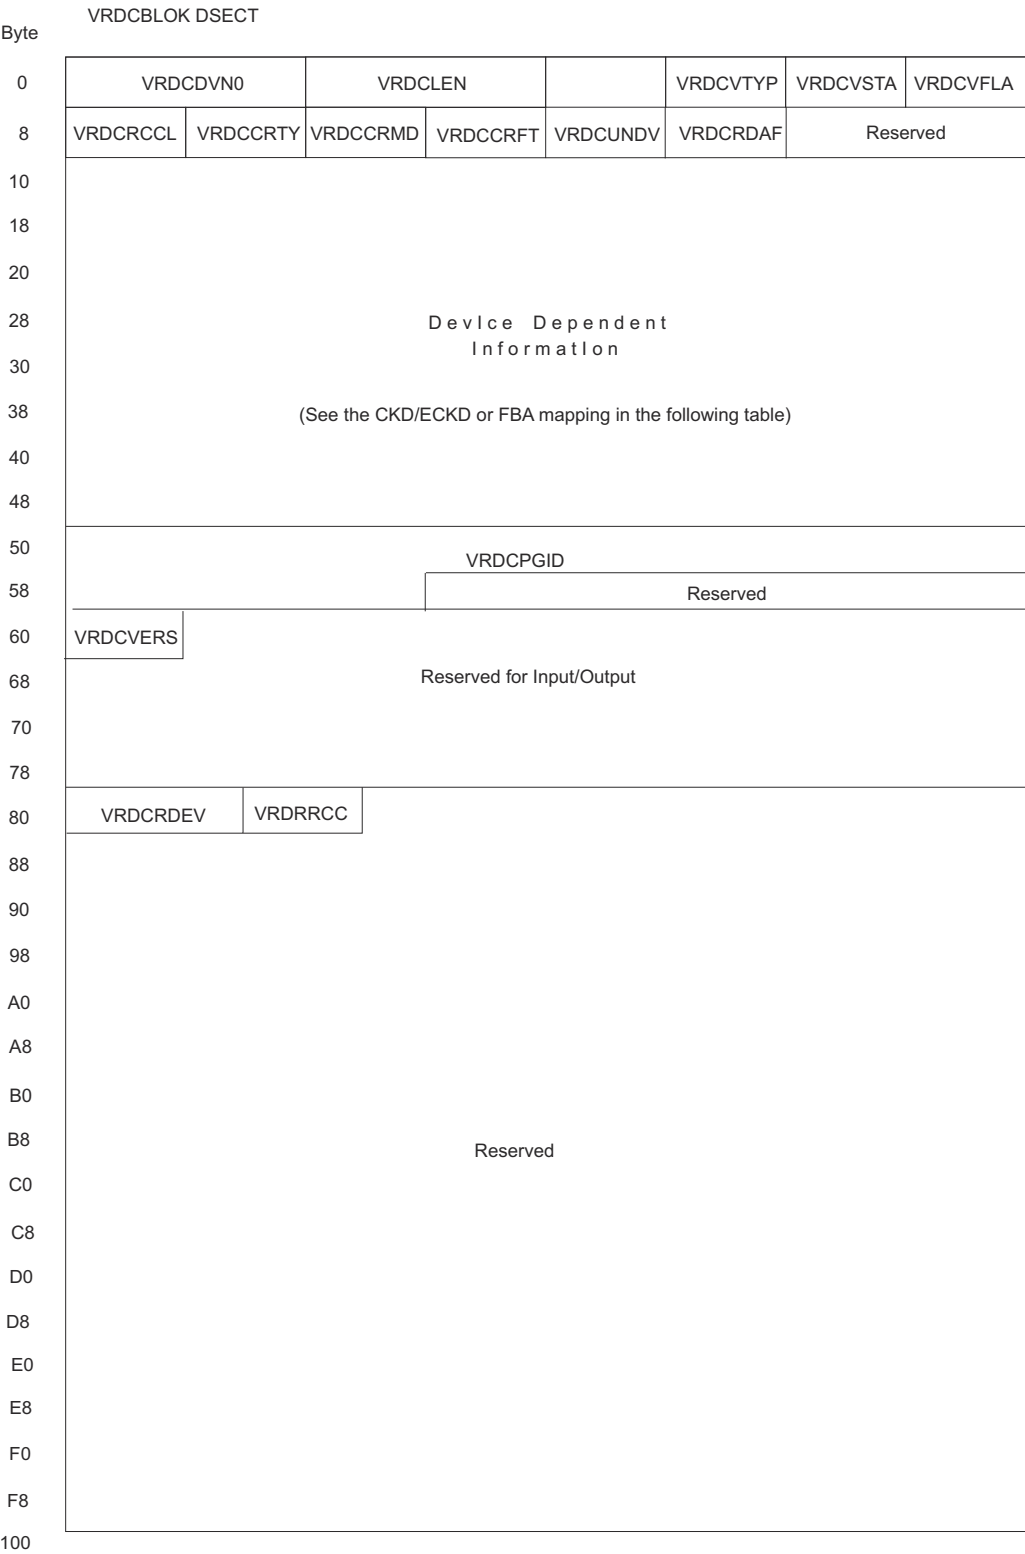 VRDCBLOK DSECT
Byte
0 VRDCDVN0 VRDCLEN VRDCVTYP VRDCVSTA VRDCVFLA
8 VRDCRCCL VRDCCRTY VRDCCRMD VRDCCRFT VRDCUNDV VRDCRDAF Reserved
10
18
20
28 DevIce Dependent
InformatIon
30
38 (See the CKD/ECKD or FBA mapping in the following table)
40
48
50 VRDCPGID
58 Reserved
60 VRDCVERS
68 Reserved for Input/Output
70
78
80 VRDCRDEV VRDRRCC
88
90
98
A0
A8
B0
B8 Reserved
C0
C8
D0
D8
E0
E8
F0
F8
100